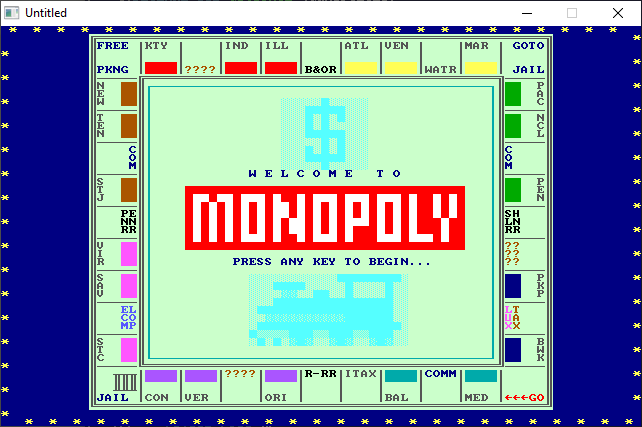 Untitled
FREE KTY IND ILL ATL VEN MAR GOTO
PKNG ???? B&OR WATR JAIL
NEW
TEN
COM
STJ
PENN RR
VIR
SAV
ELCOMP
STC
PAC
NCL
COM
PEN
SHLN RR
??????
PKP
LUX TAX
BWK
$
WELCOME TO
MONOPOLY
PRESS ANY KEY TO BEGIN...
???? R-RR ITAX COMM
JAIL CON VER ORI BAL MED ←←←GO